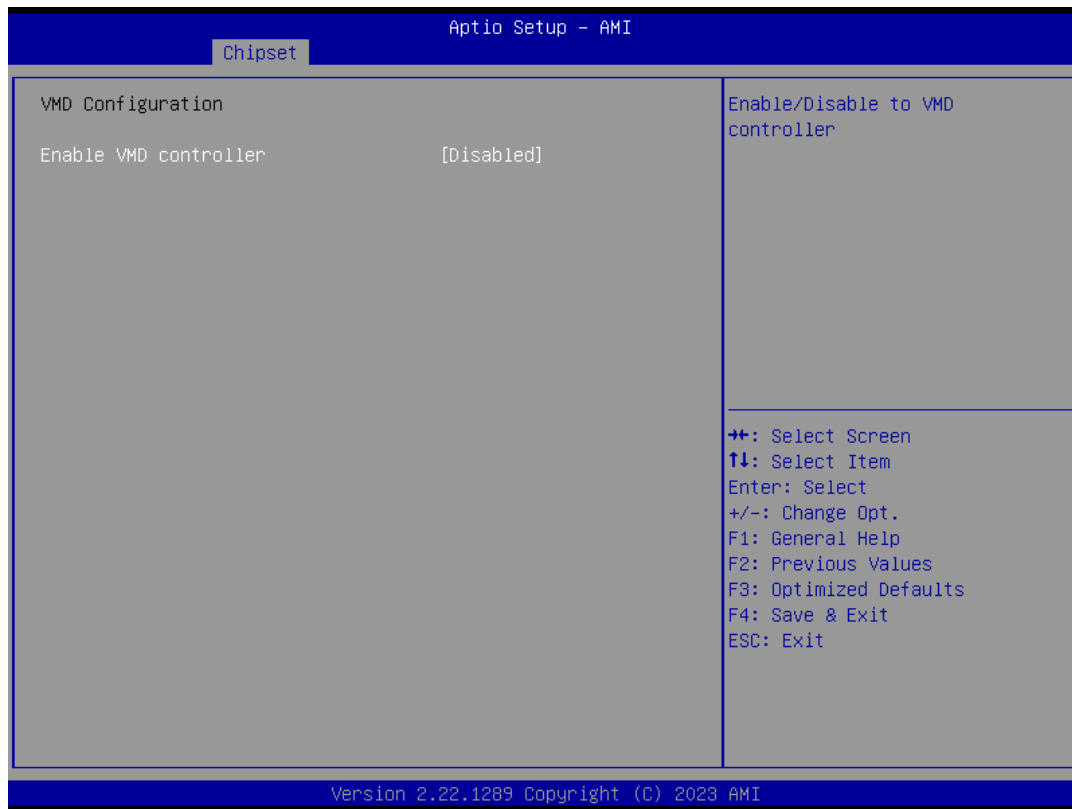 Aptio Setup - AMI
Chipset
VMD Configuration
Enable VMD controller [Disabled]
Enable/Disable to VMD
controller
→←: Select Screen
↑↓: Select Item
Enter: Select
+/-: Change Opt.
F1: General Help
F2: Previous Values
F3: Optimized Defaults
F4: Save & Exit
ESC: Exit
Version 2.22.1289 Copyright (C) 2023 AMI